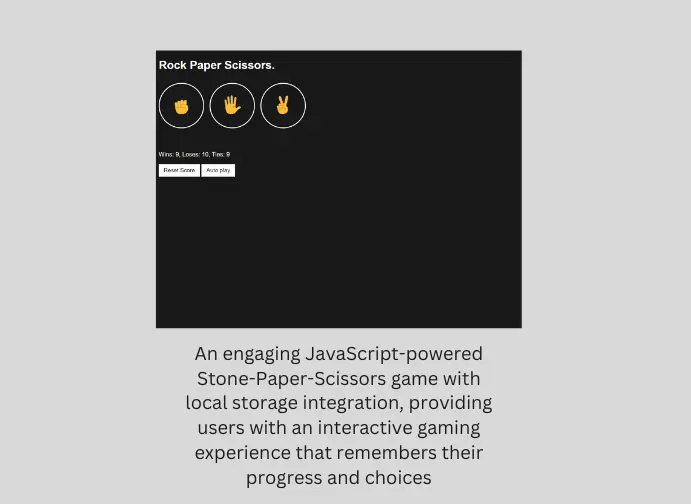 Rock Paper Scissors.
Wins: 9, Loses: 10, Ties: 9
Reset Score Auto play
An engaging JavaScript-powered
Stone-Paper-Scissors game with
local storage integration, providing
users with an interactive gaming
experience that remembers their
progress and choices